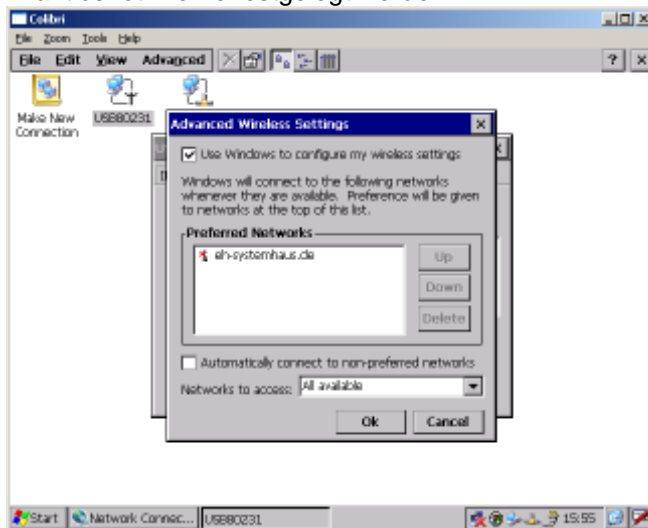 Colibri
File Zoom Tools Help
File Edit View Advanced ? ×
Make New
Connection
USB80231
Advanced Wireless Settings
Use Windows to configure my wireless settings
Windows will connect to the following networks
whenever they are available. Preference will be given
to networks at the top of this list.
Preferred Networks
eh-systemhaus.de
Up
Down
Delete
Automatically connect to non-preferred networks
Networks to access: All available
Ok Cancel
Start Network Connec... USB80231 15:55